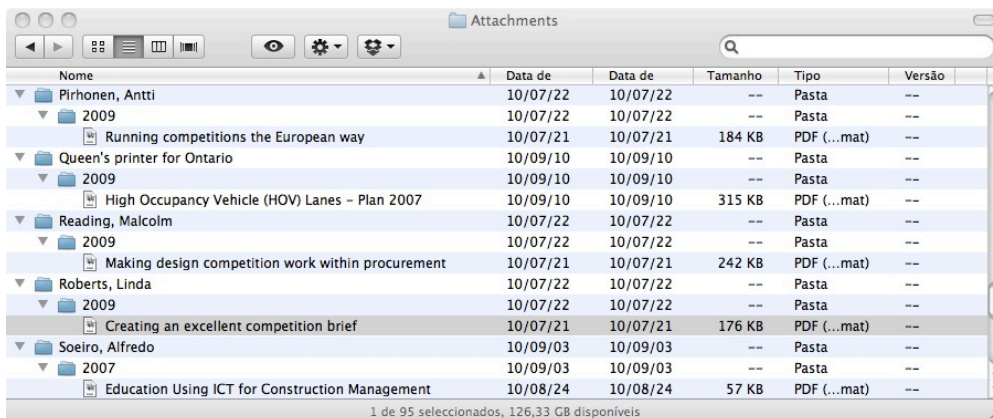 Attachments
Nome Data de Data de Tamanho Tipo Versão
Pirhonen, Antti 10/07/22 10/07/22 -- Pasta --
2009 10/07/22 10/07/22 -- Pasta --
Running competitions the European way 10/07/21 10/07/21 184 KB PDF (...mat) --
Queen's printer for Ontario 10/09/10 10/09/10 -- Pasta --
2009 10/09/10 10/09/10 -- Pasta --
High Occupancy Vehicle (HOV) Lanes – Plan 2007 10/09/10 10/09/10 315 KB PDF (...mat) --
Reading, Malcolm 10/07/22 10/07/22 -- Pasta --
2009 10/07/22 10/07/22 -- Pasta --
Making design competition work within procurement 10/07/21 10/07/21 242 KB PDF (...mat) --
Roberts, Linda 10/07/22 10/07/22 -- Pasta --
2009 10/07/22 10/07/22 -- Pasta --
Creating an excellent competition brief 10/07/21 10/07/21 176 KB PDF (...mat) --
Soeiro, Alfredo 10/09/03 10/09/03 -- Pasta --
2007 10/09/03 10/09/03 -- Pasta --
Education Using ICT for Construction Management 10/08/24 10/08/24 57 KB PDF (...mat) --
1 de 95 seleccionados, 126,33 GB disponíveis